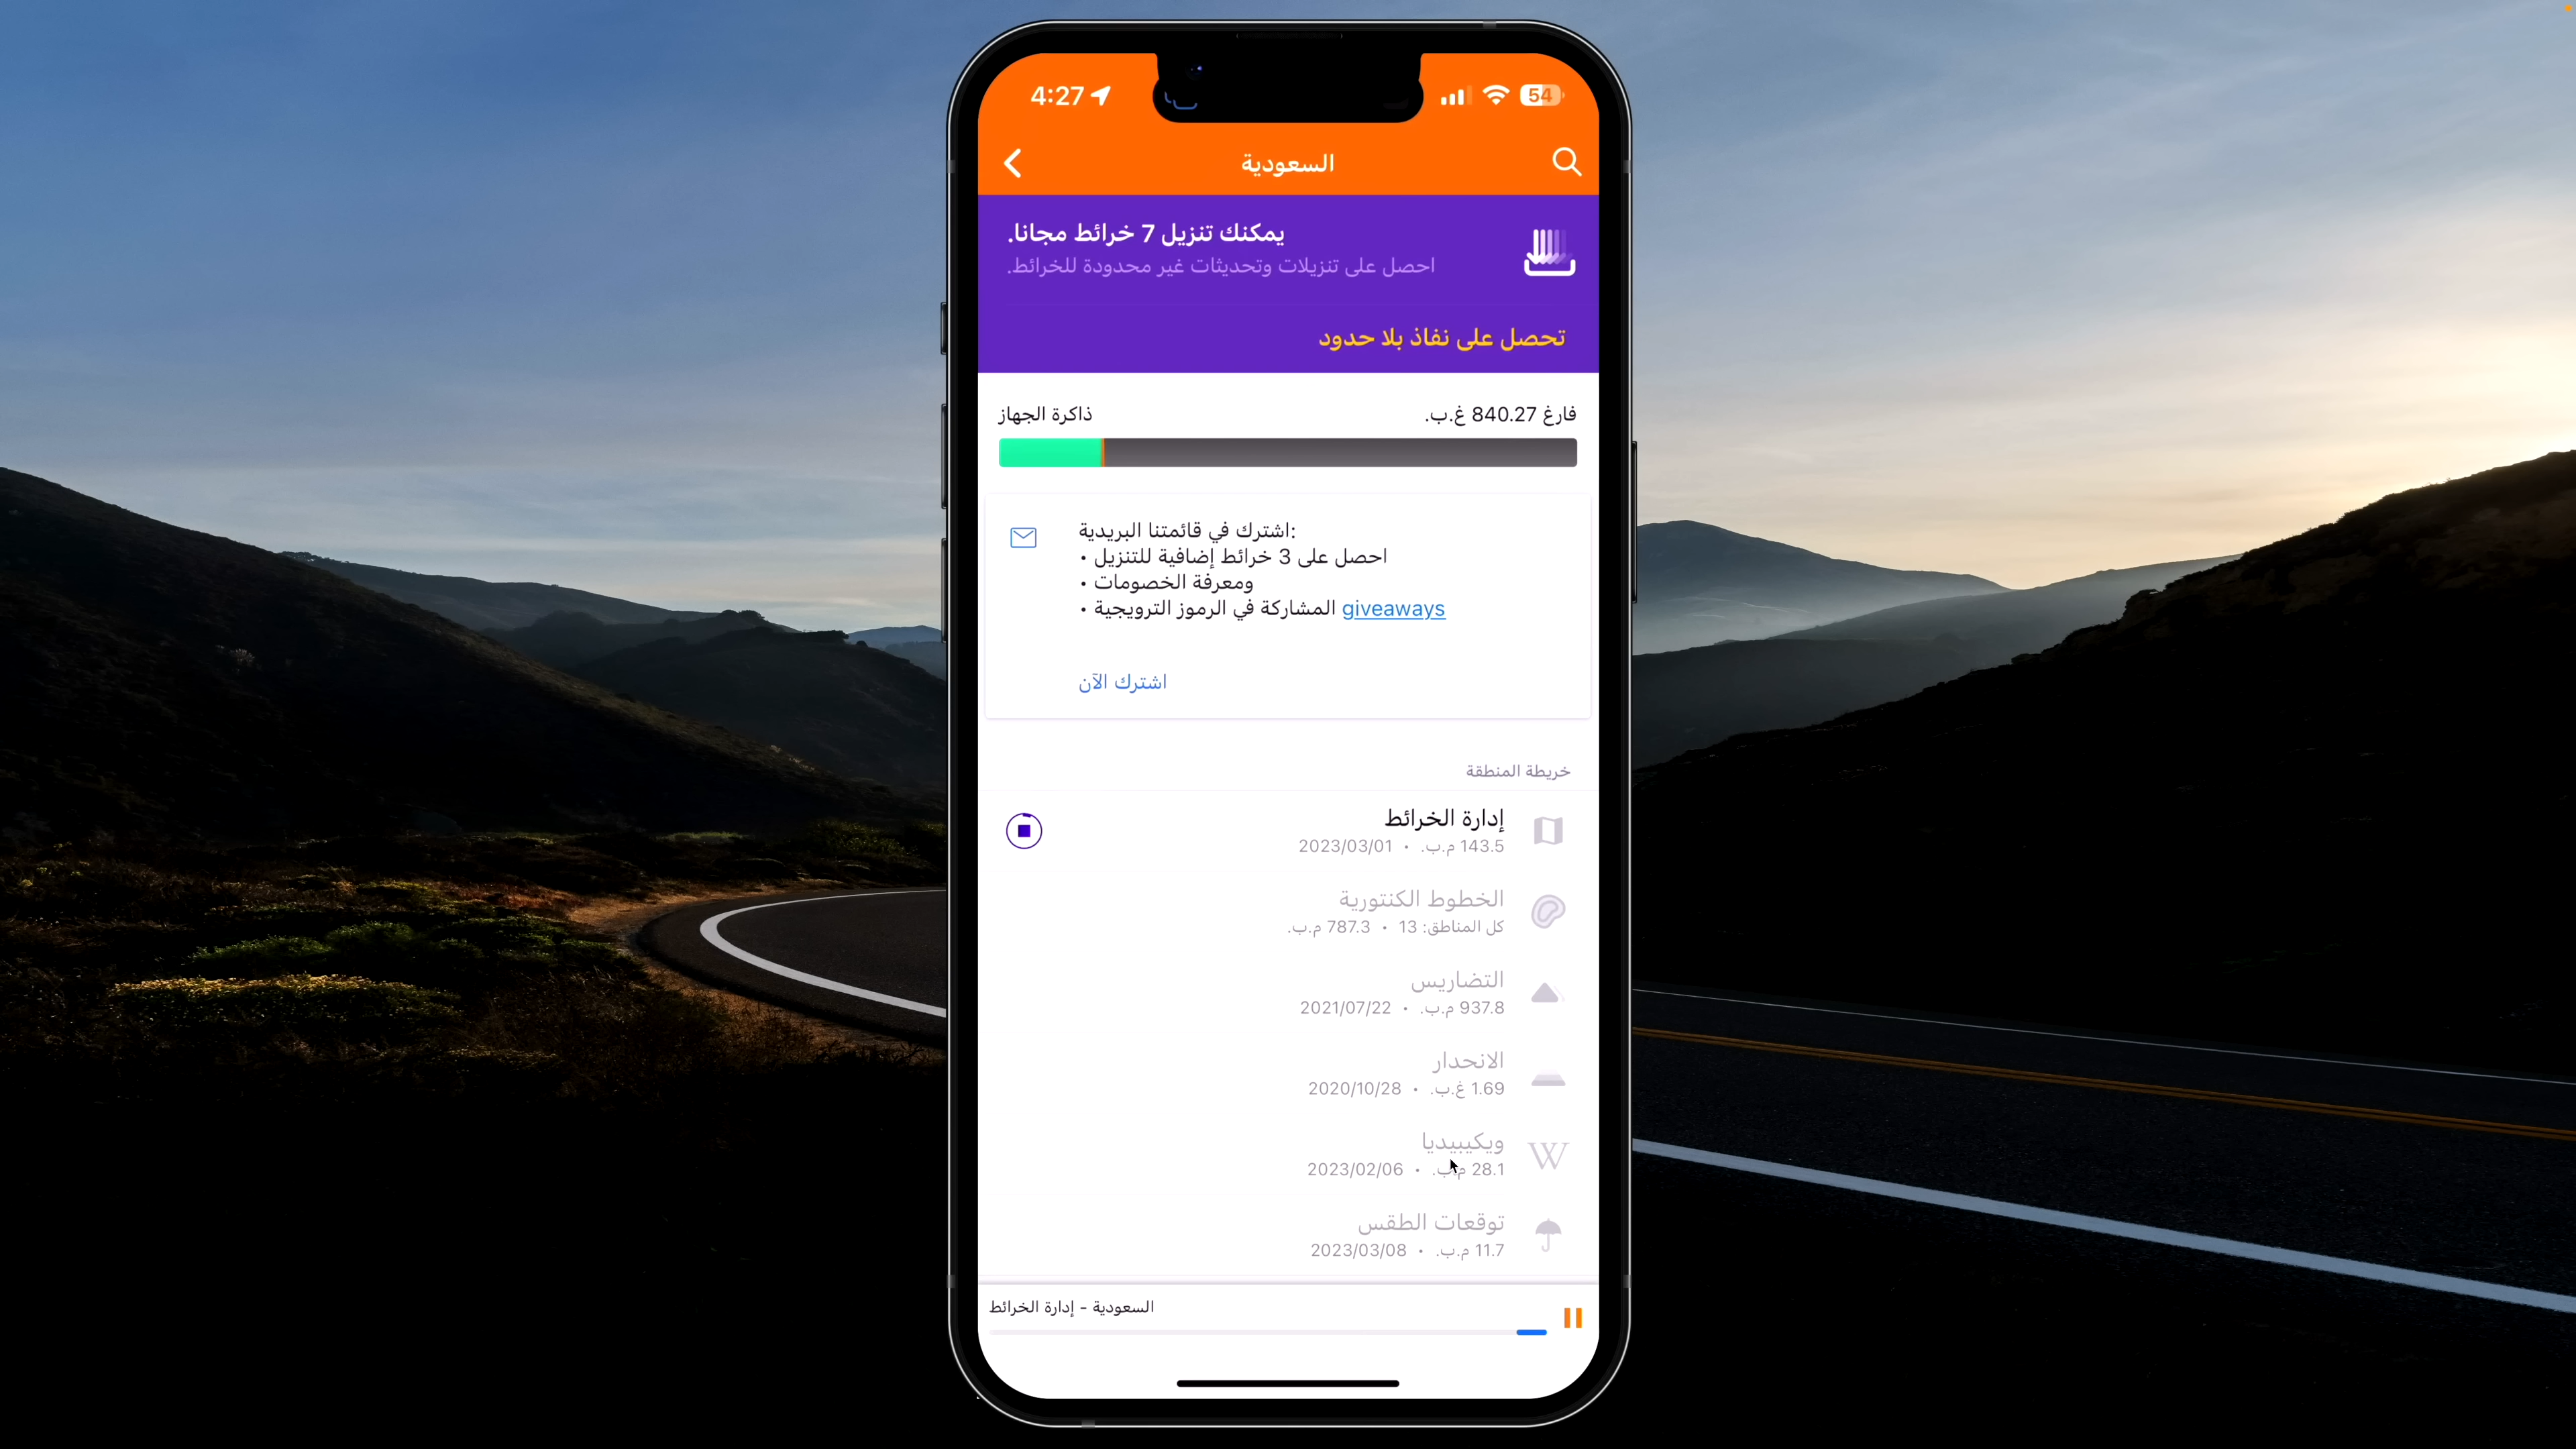 4:27
54
السعودية
يمكنك تنزيل 7 خرائط مجانا.
احصل على تنزيلات وتحديثات غير محدودة للخرائط.
تحصل على نفاذ بلا حدود
فارغ 840.27 غ.ب.
ذاكرة الجهاز
اشترك في قائمتنا البريدية:
• احصل على 3 خرائط إضافية للتنزيل
• ومعرفة الخصومات
• المشاركة في الرموز الترويجية giveaways
اشترك الآن
خريطة المنطقة
إدارة الخرائط
143.5 م.ب. • 2023/03/01
الخطوط الكنتورية
كل المناطق: 13 • 787.3 م.ب.
التضاريس
937.8 م.ب. • 2021/07/22
الانحدار
1.69 غ.ب. • 2020/10/28
W
ويكيبيديا
28.1 م.ب. • 2023/02/06
توقعات الطقس
11.7 م.ب. • 2023/03/08
السعودية - إدارة الخرائط